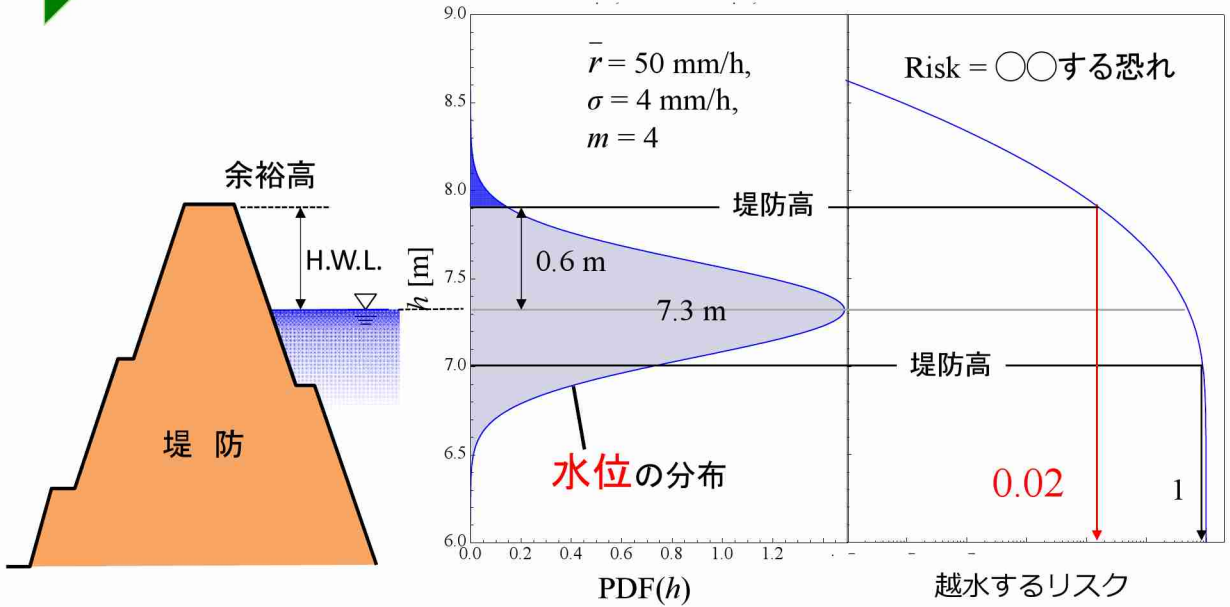 余裕高
H.W.L.
堤 防
h [m]
9.0
8.5
8.0
7.5
7.0
6.5
6.0
r̄ = 50 mm/h,
σ = 4 mm/h,
m = 4
堤防高
0.6 m
7.3 m
堤防高
水位の分布
0.0
0.2
0.4
0.6
0.8
1.0
1.2
PDF(h)
Risk = ○○する恐れ
0.02
1
越水するリスク